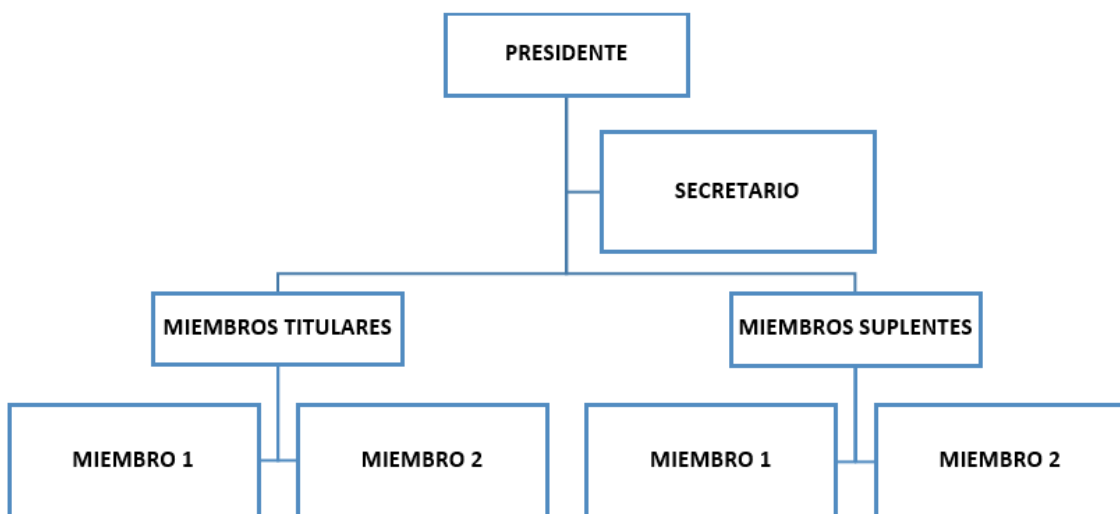 PRESIDENTE
SECRETARIO
MIEMBROS TITULARES
MIEMBROS SUPLENTES
MIEMBRO 1
MIEMBRO 2
MIEMBRO 1
MIEMBRO 2